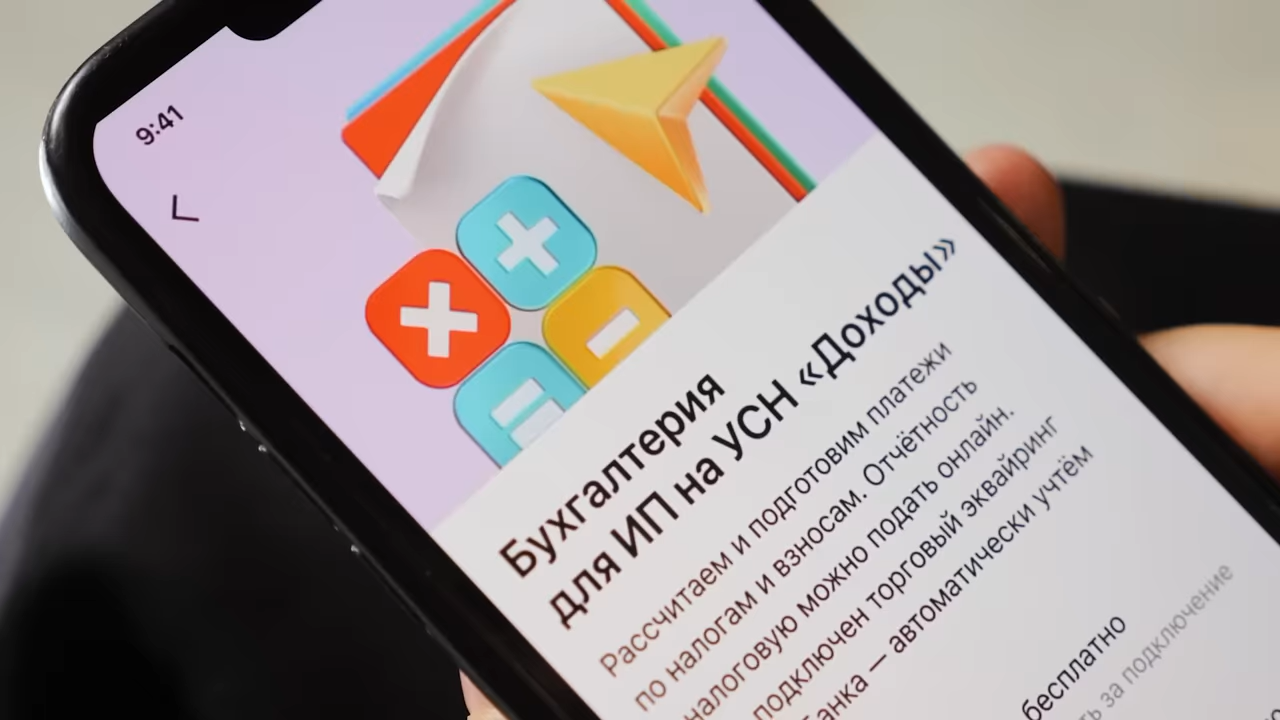 9:41
Бухгалтерия
для ИП на УСН «Доходы»
Рассчитаем и подготовим платежи
по налогам и взносам. Отчётность
налоговую можно подать онлайн.
подключен торговый эквайринг
банка — автоматически учтём
бесплатно
за подключение